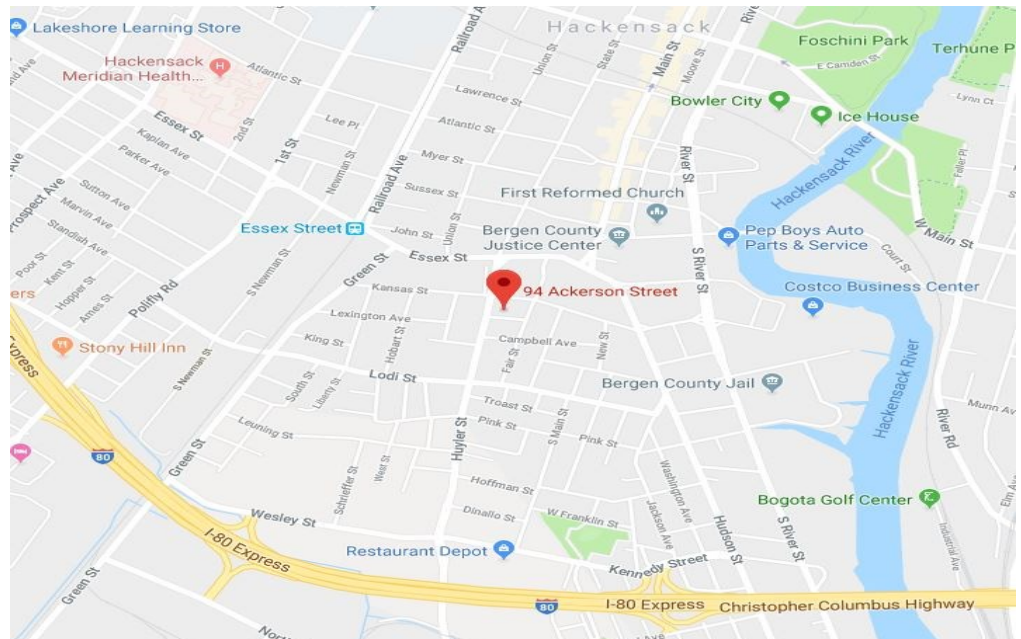 Lakeshore Learning Store
Hackensack
Foschini Park
Terhune P
E Camden St
Hackensack
Meridian Health...
Atlantic St
Railroad Ave
Union St
State St
Main St
Moore St
Lynn Ct
Lawrence St
Bowler City
Ice House
Essex St
2nd St
Lee Pl
Atlantic St
Feller Pl
Kaplan Ave
Parker Ave
1st St
Myer St
River St
Hackensack River
Newman St
Railroad Ave
Prospect Ave
Sutton Ave
Marvin Ave
Standish Ave
Sussex St
First Reformed Church
W Main St
Essex Street
John St
Union St
Bergen County
Justice Center
Pep Boys Auto
Parts & Service
Court St
Essex St
S River St
Poor St
Kent St
Hopper St
Ames St
Polifly Rd
S Newman St
Green St
Kansas St
94 Ackerson Street
Costco Business Center
ers
Lexington Ave
Express
Stony Hill Inn
King St
Hobart St
Campbell Ave
Fair St
New St
Hackensack River
S Newman St
South St
Liberty St
Lodi St
Bergen County Jail
Troast St
River Rd
Munn Av
Leuning St
Pink St
S Main St
Pink St
Huyler St
80
Green St
Schrieffer St
West St
Hoffman St
Washington Ave
Bogota Golf Center
Elm Ave
Wesley St
Dinallo St
W Franklin St
Jackson Ave
Hudson St
S River St
Industrial Ave
I-80 Express
Restaurant Depot
Kennedy Street
Green St
80
I-80 Express
Christopher Columbus Highway